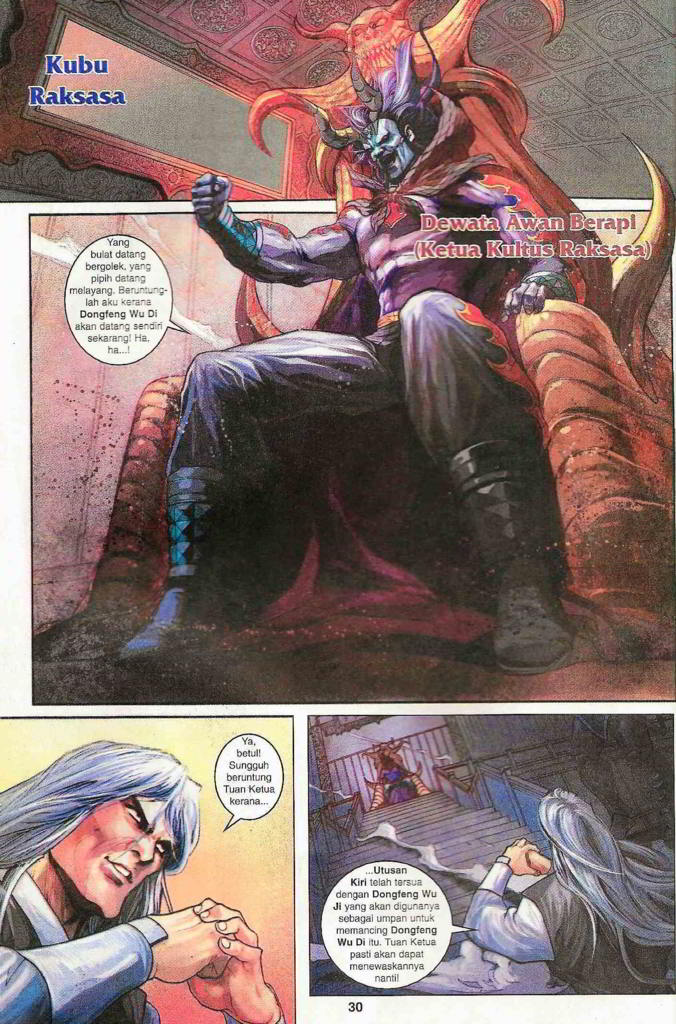 Kubu
Raksasa
Dewata Awan Berapi
(Ketua Kultus Raksasa)
Yang
bulat datang
bergolek, yang
pipih datang
melayang. Beruntung-
lah aku kerana
Dongfeng Wu Di
akan datang sendiri
sekarang! Ha,
ha...!
Ya,
betul!
Sungguh
beruntung
Tuan Ketua
kerana...
...Utusan
Kiri telah tersua
dengan Dongfeng Wu
Ji yang akan digunanya
sebagai umpan untuk
memancing Dongfeng
Wu Di itu. Tuan Ketua
pasti akan dapat
menewaskannya
nanti!
30